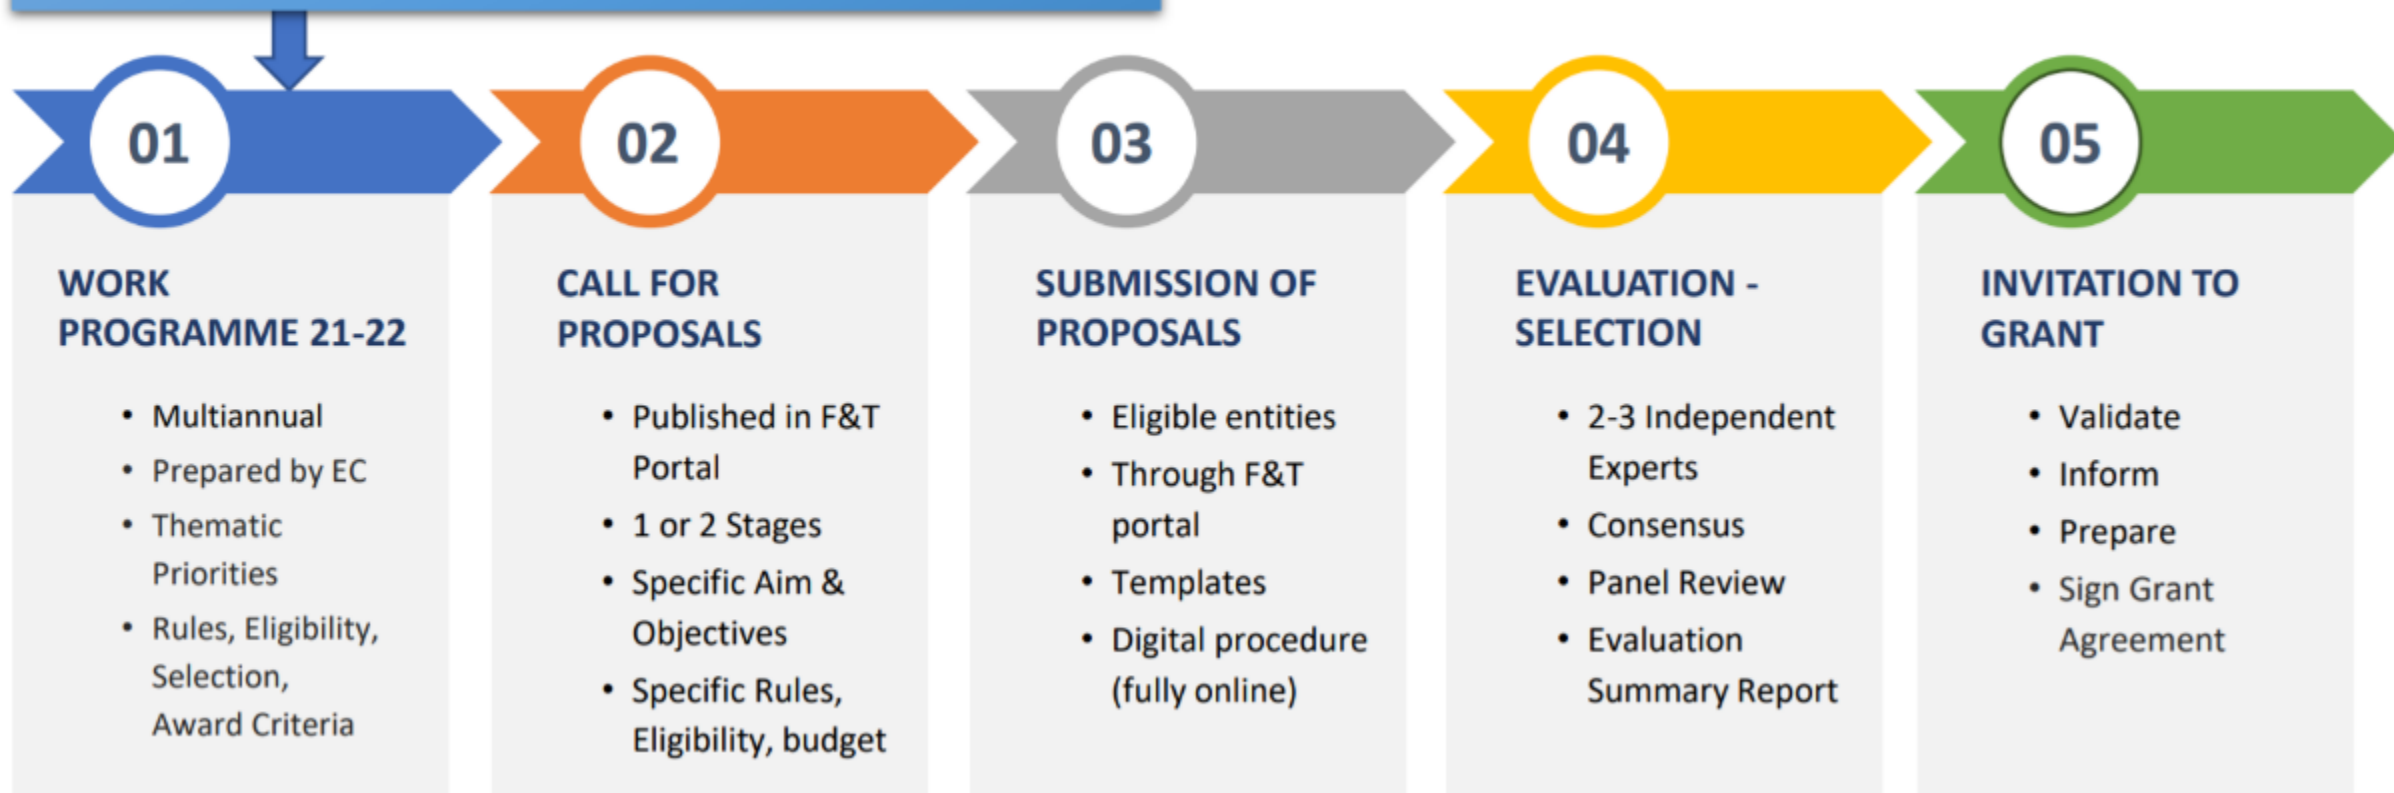 01
WORK
PROGRAMME 21-22
• Multiannual
• Prepared by EC
• Thematic
Priorities
• Rules, Eligibility,
Selection,
Award Criteria
02
CALL FOR
PROPOSALS
• Published in F&T
Portal
• 1 or 2 Stages
• Specific Aim &
Objectives
• Specific Rules,
Eligibility, budget
03
SUBMISSION OF
PROPOSALS
• Eligible entities
• Through F&T
portal
• Templates
• Digital procedure
(fully online)
04
EVALUATION -
SELECTION
• 2-3 Independent
Experts
• Consensus
• Panel Review
• Evaluation
Summary Report
05
INVITATION TO
GRANT
• Validate
• Inform
• Prepare
• Sign Grant
Agreement